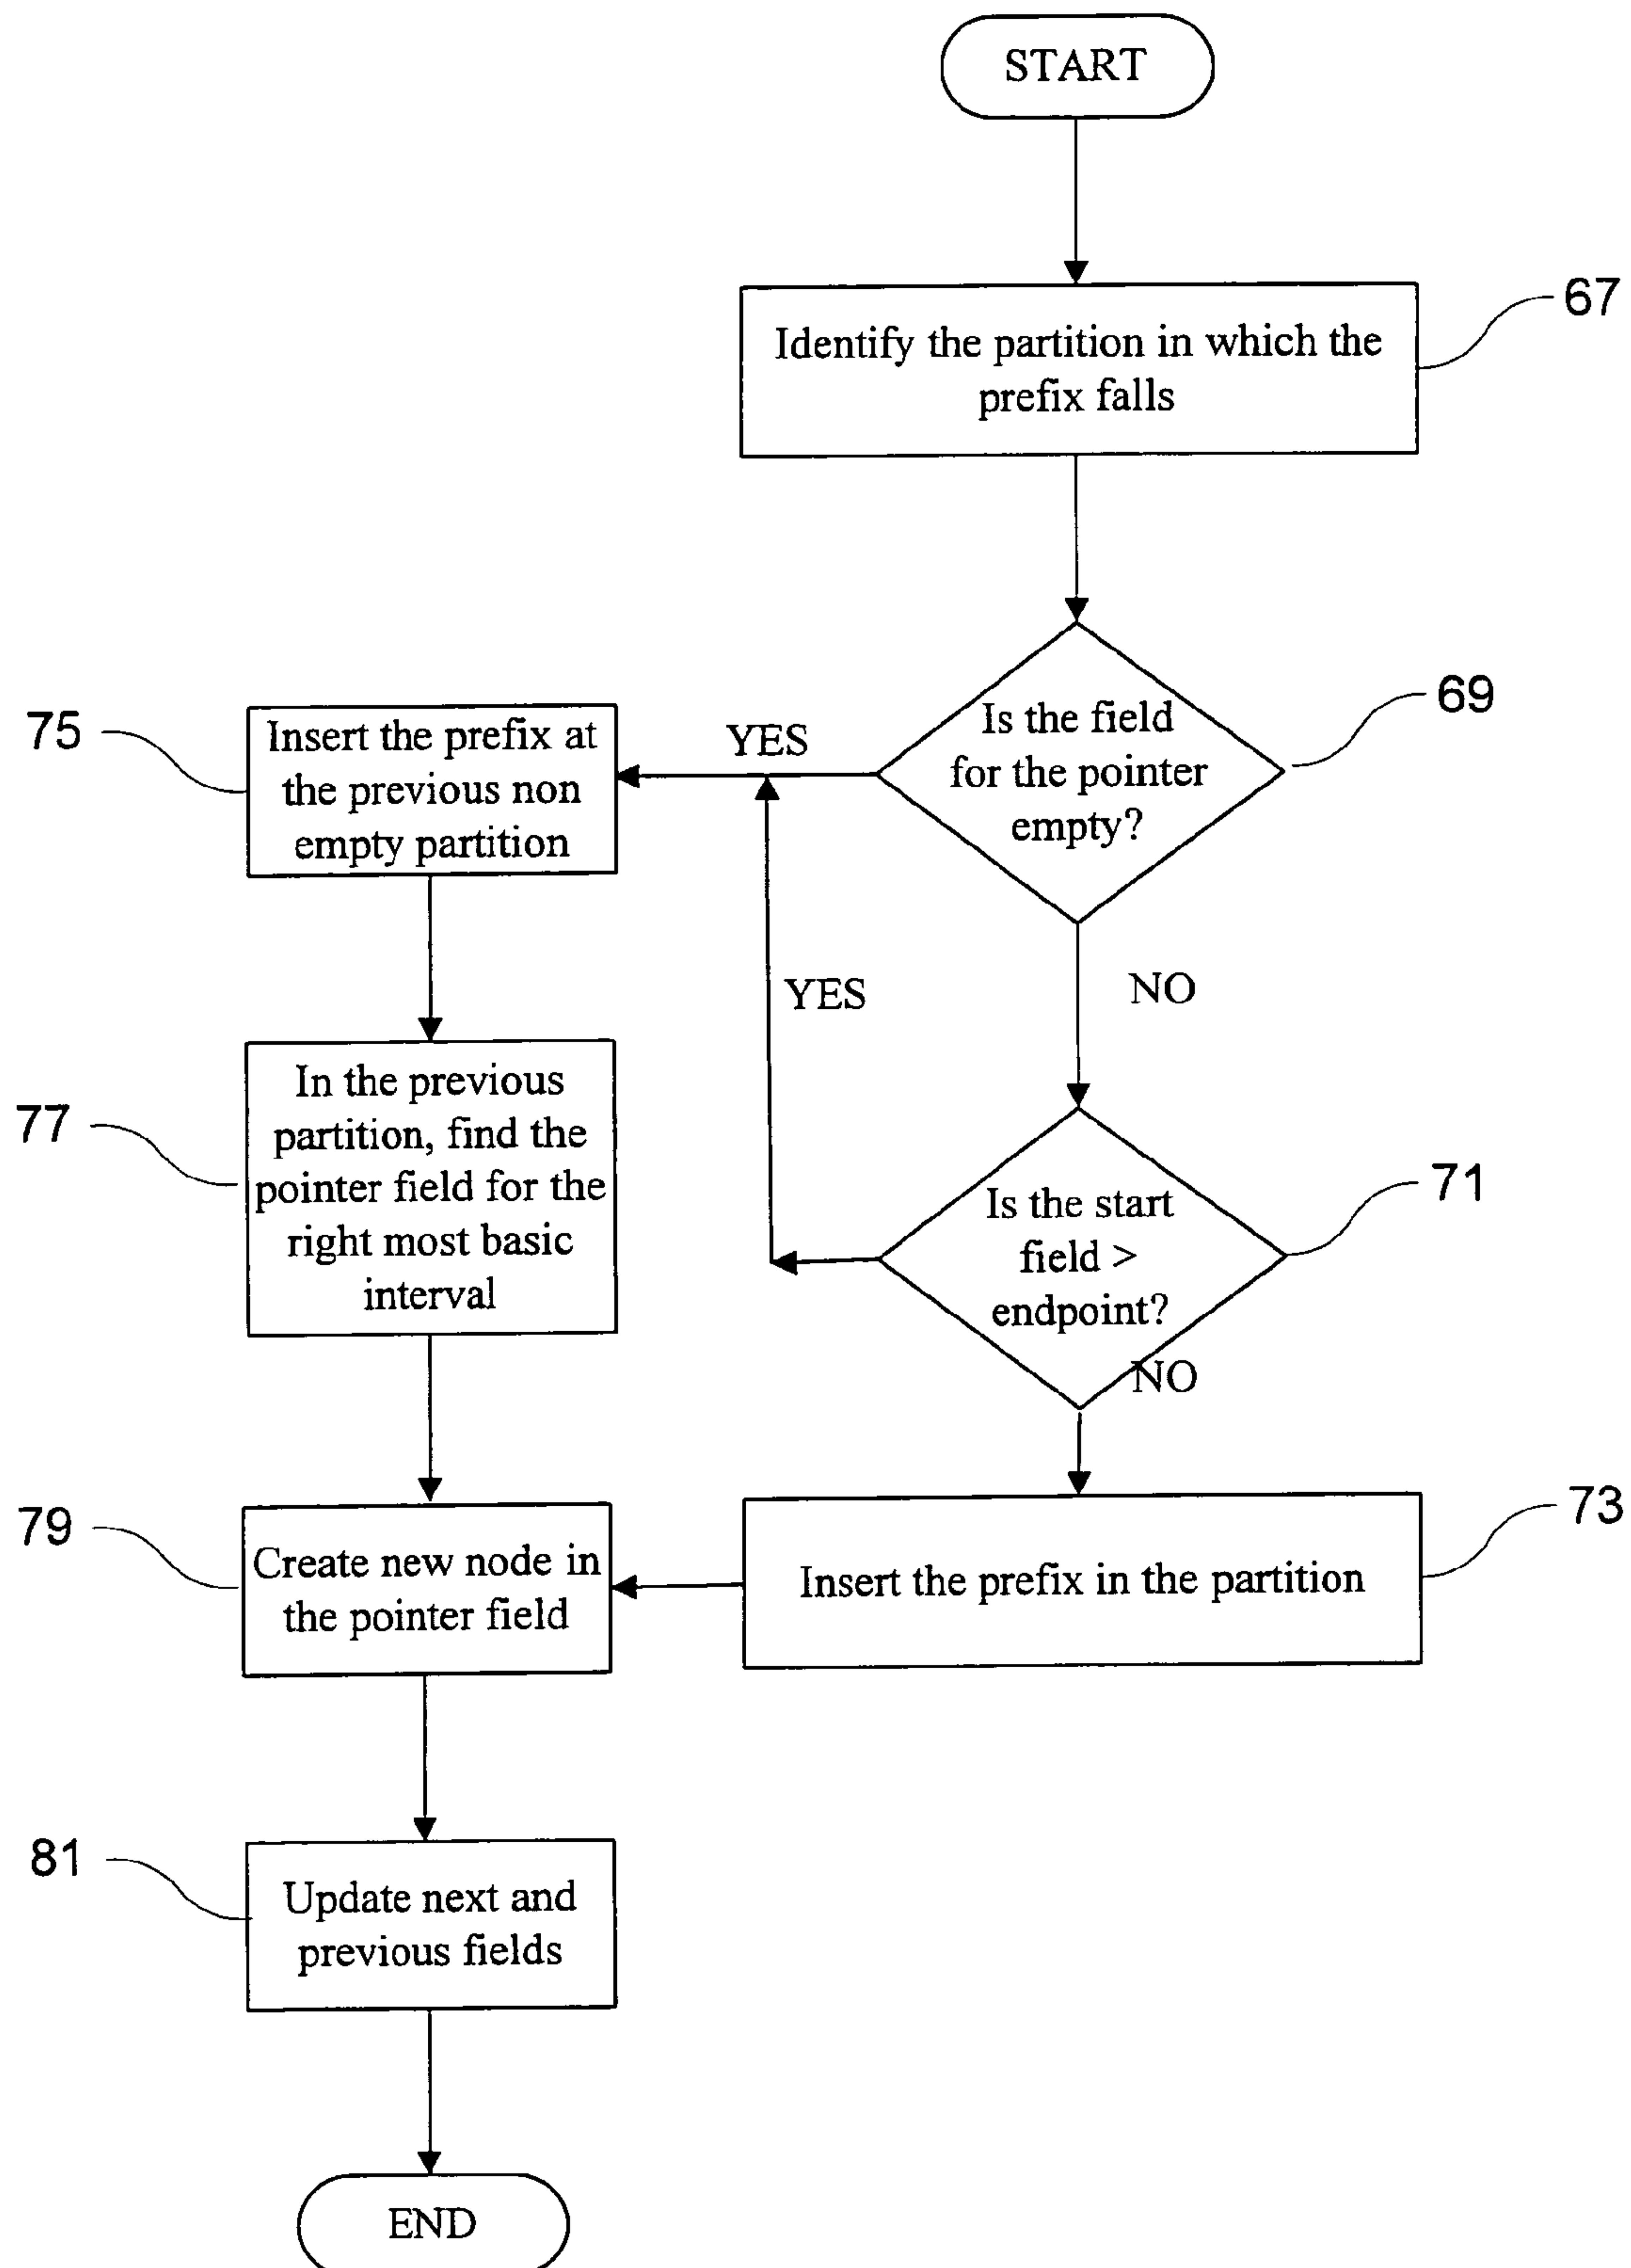 START
67
Identify the partition in which the
prefix falls
69
Is the field
for the pointer
empty?
YES
75
Insert the prefix at
the previous non
empty partition
NO
YES
77
In the previous
partition, find the
pointer field for the
right most basic
interval
71
Is the start
field >
endpoint?
NO
73
Insert the prefix in the partition
79
Create new node in
the pointer field
81
Update next and
previous fields
END